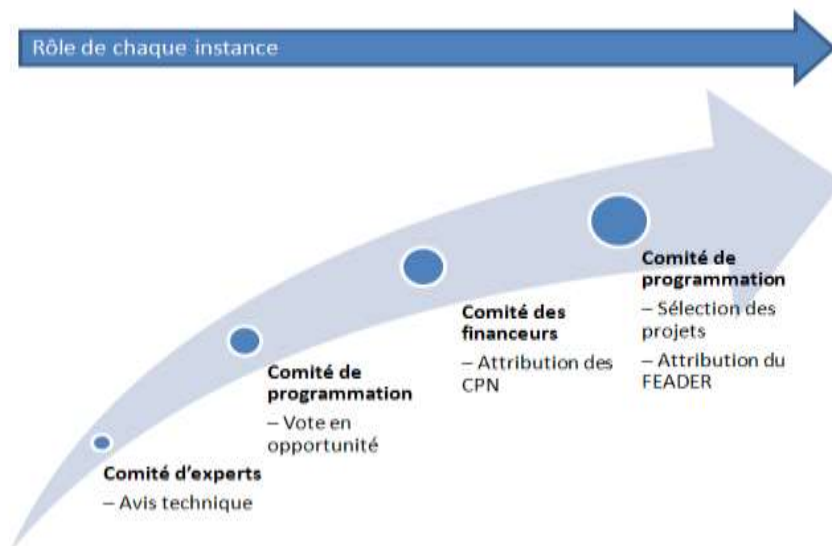 Rôle de chaque instance
Comité d'experts
– Avis technique
Comité de
programmation
– Vote en
opportunité
Comité des
financeurs
– Attribution des
CPN
Comité de
programmation
– Sélection des
projets
– Attribution du
FEADER